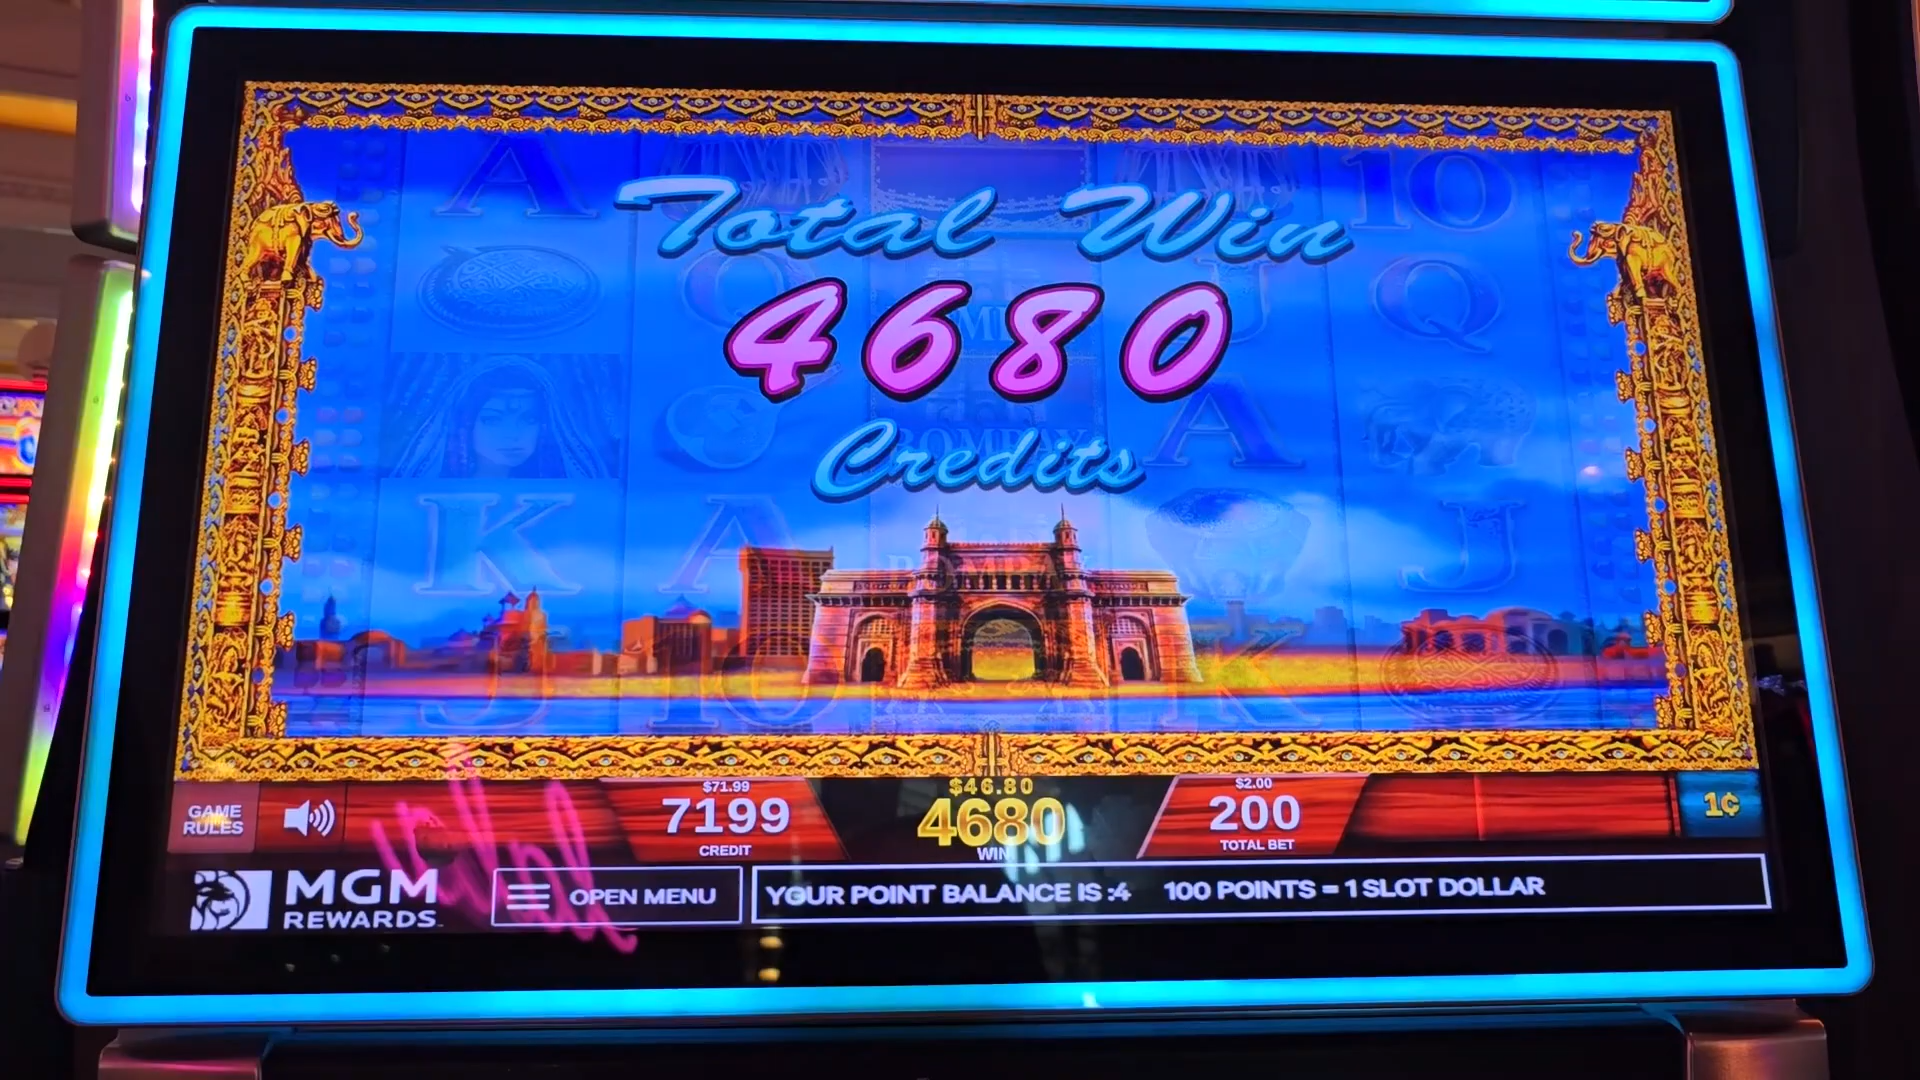 Total Win
4680
Credits
BOMBAY
GAME RULES
$71.99
7199
CREDIT
$46.80
4680
WIN
$2.00
200
TOTAL BET
1¢
MGM
REWARDS
OPEN MENU
YOUR POINT BALANCE IS :4 100 POINTS = 1 SLOT DOLLAR